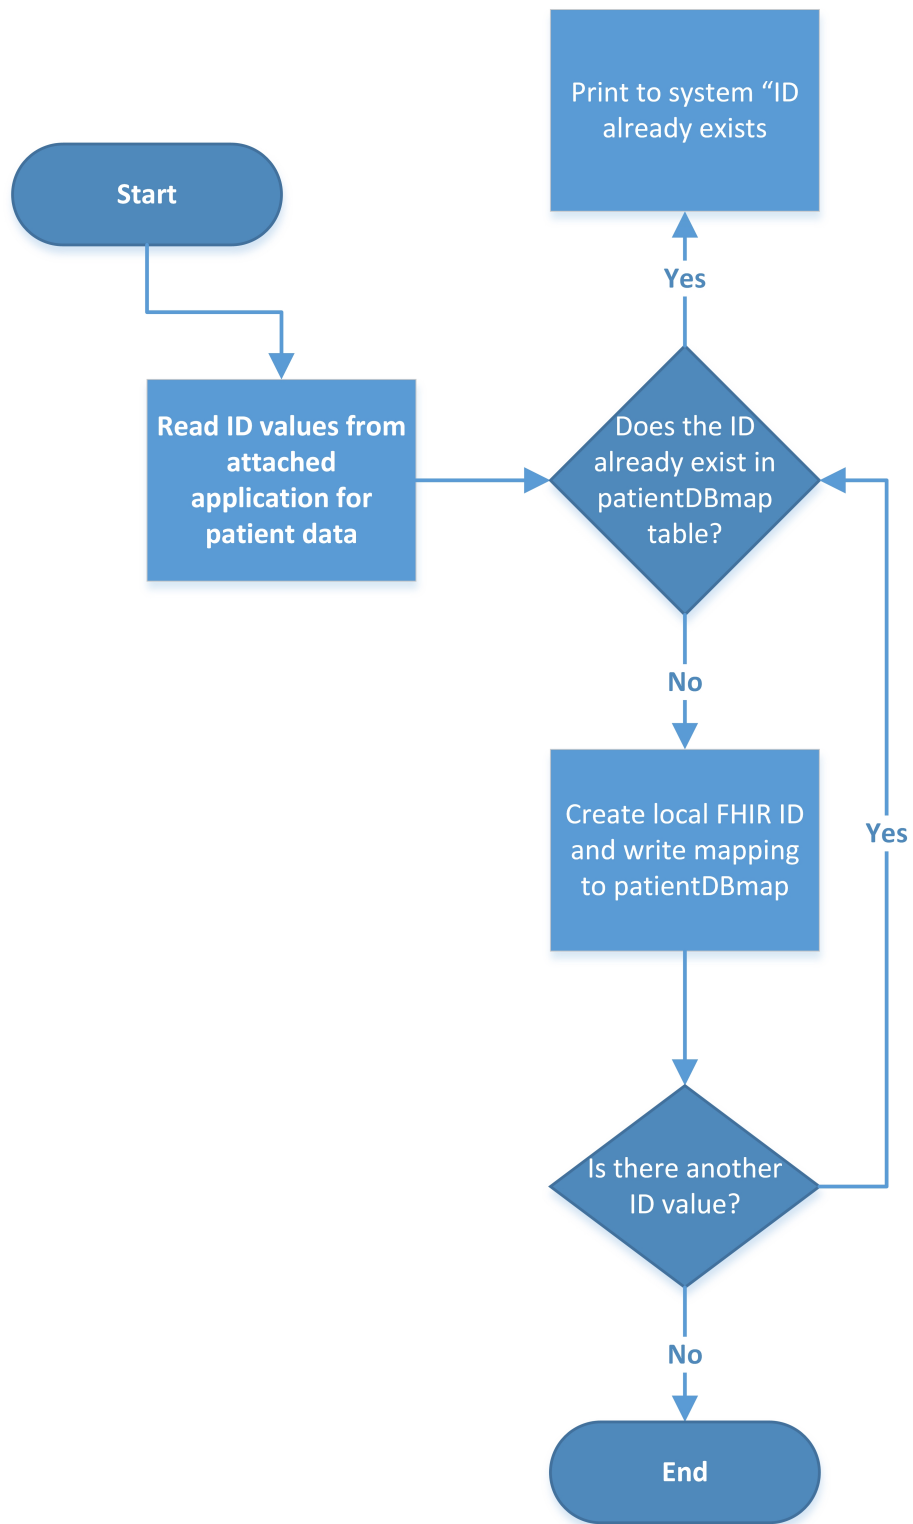 Print to system “ID
already exists
Start
Yes
Read ID values from
attached
application for
patient data
Does the ID
already exist in
patientDBmap
table?
No
Create local FHIR ID
and write mapping
to patientDBmap
Yes
Is there another
ID value?
No
End